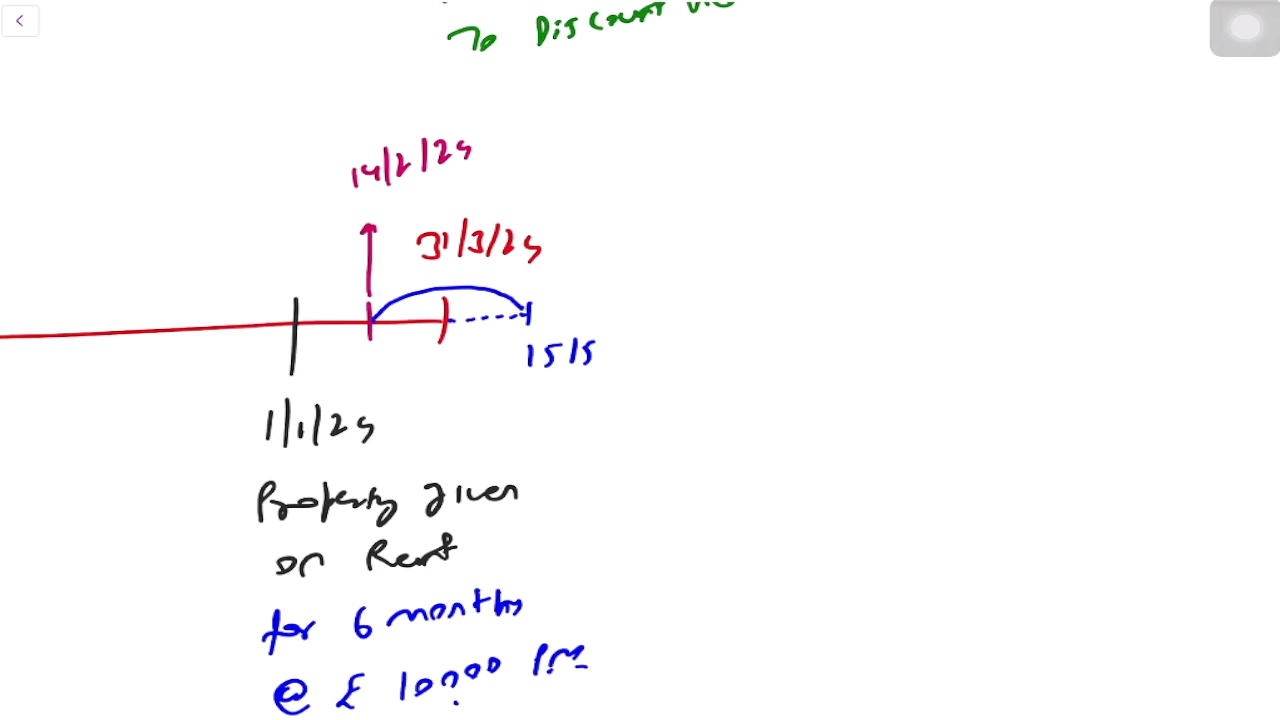 To Discount
14/2/25
31/3/25
15/5
1/1/25
Property given
on Rent
for 6 months
@ £ 10000 P.M.